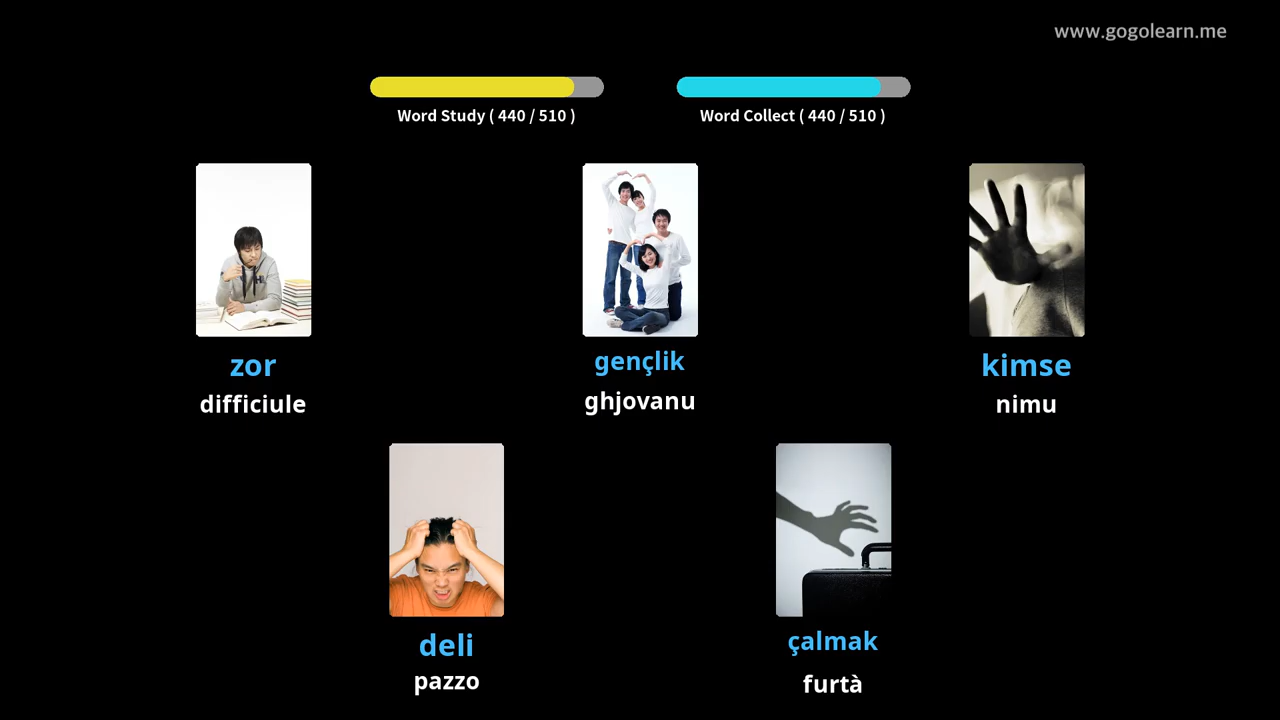 www.gogolearn.me
Word Study ( 440 / 510 )
Word Collect ( 440 / 510 )
zor
difficiule
gençlik
ghjovanu
kimse
nimu
deli
pazzo
çalmak
furtà